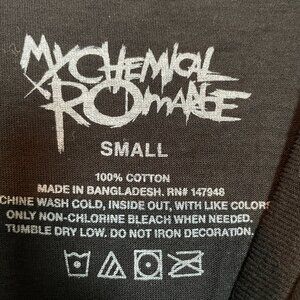 MY CHEMICAL
ROMANCE
SMALL
100% COTTON
MADE IN BANGLADESH. RN# 147948
CHINE WASH COLD, INSIDE OUT, WITH LIKE COLORS
ONLY NON-CHLORINE BLEACH WHEN NEEDED.
TUMBLE DRY LOW. DO NOT IRON DECORATION.